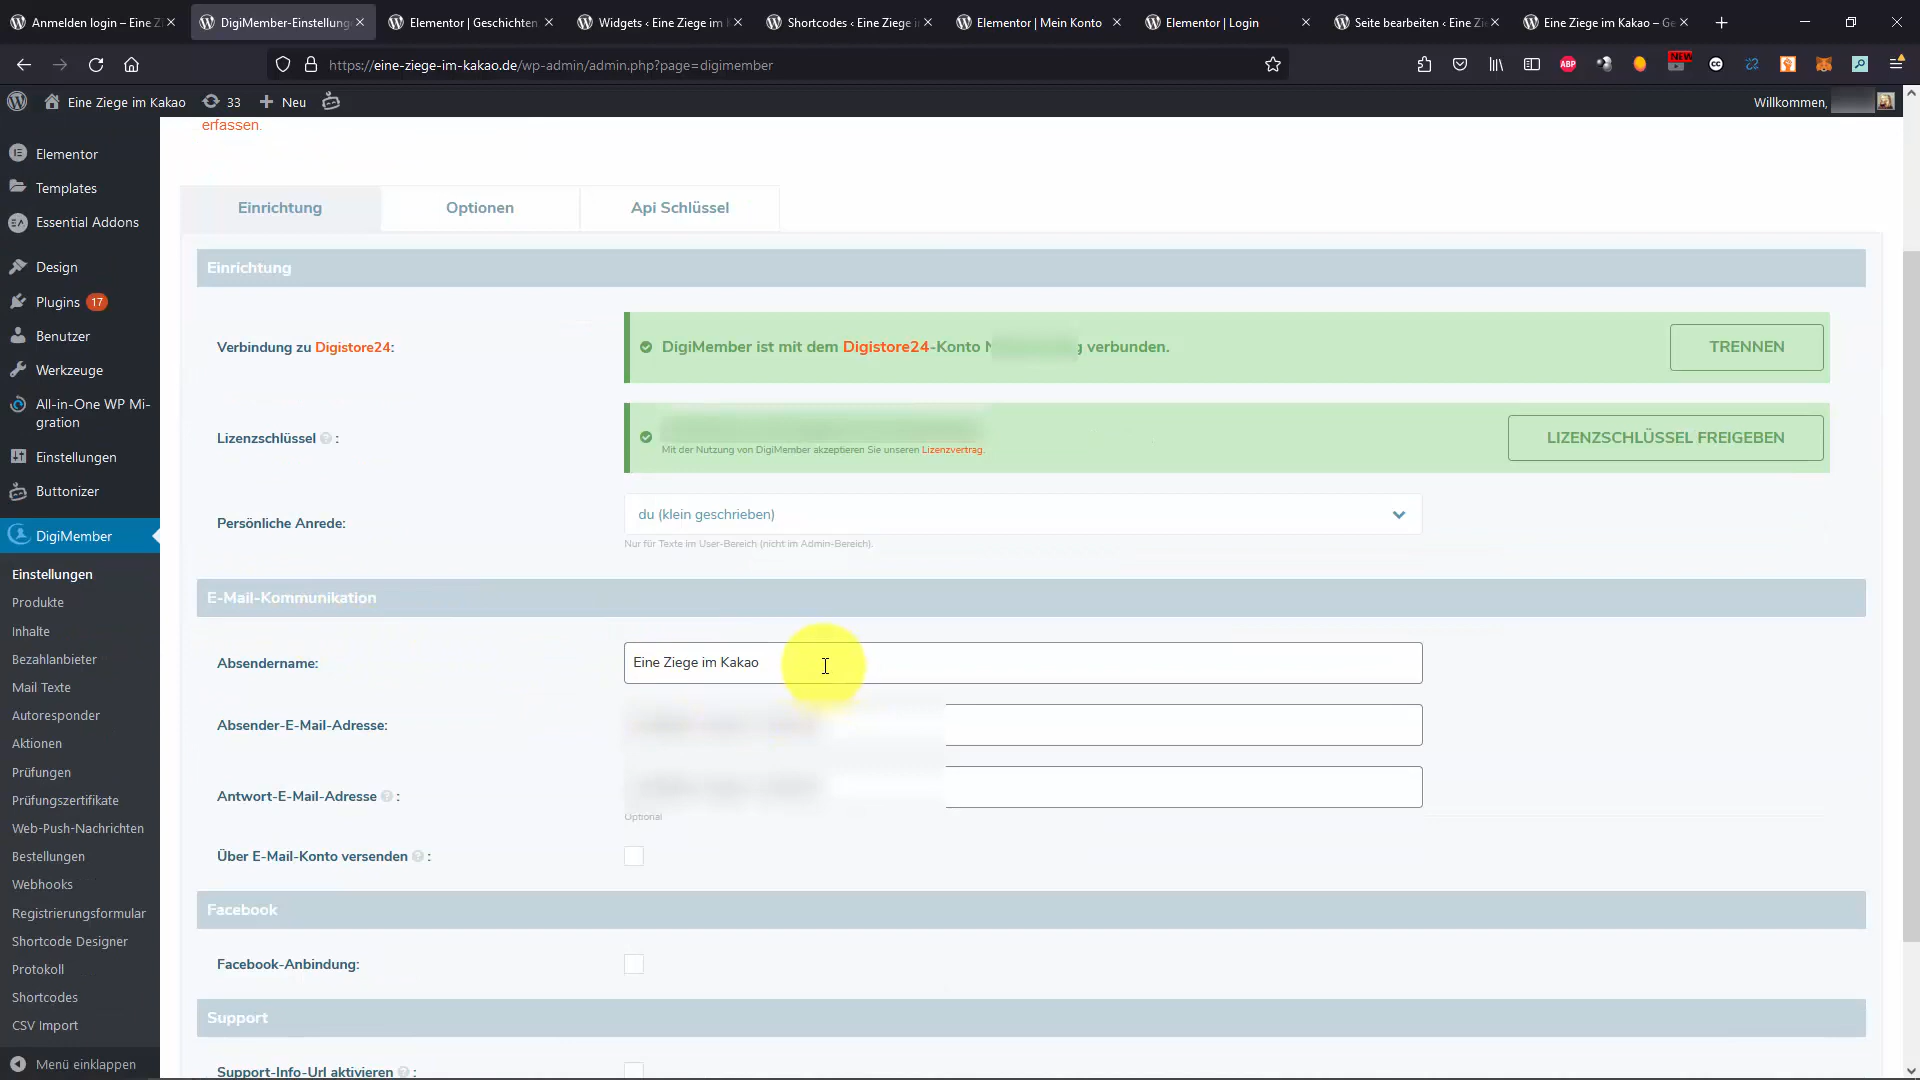 Anmelden login – Eine Z
DigiMember-Einstellung
Elementor | Geschichten
Widgets ‹ Eine Ziege im
Shortcodes ‹ Eine Ziege
Elementor | Mein Konto
Elementor | Login
Seite bearbeiten ‹ Eine Zi
Eine Ziege im Kakao – Ge
https://eine-ziege-im-kakao.de/wp-admin/admin.php?page=digimember
ABP
NEW
Eine Ziege im Kakao
33
Neu
Willkommen,
erfassen.
Elementor
Templates
Essential Addons
Design
Plugins 17
Benutzer
Werkzeuge
All-in-One WP Mi-
gration
Einstellungen
Buttonizer
DigiMember
Einstellungen
Produkte
Inhalte
Bezahlanbieter
Mail Texte
Autoresponder
Aktionen
Prüfungen
Prüfungszertifikate
Web-Push-Nachrichten
Bestellungen
Webhooks
Registrierungsformular
Shortcode Designer
Protokoll
Shortcodes
CSV Import
Menü einklappen
Einrichtung
Optionen
Api Schlüssel
Einrichtung
Verbindung zu Digistore24:
DigiMember ist mit dem Digistore24-Konto verbunden.
TRENNEN
Lizenzschlüssel ? :
Mit der Nutzung von DigiMember akzeptieren Sie unseren Lizenzvertrag.
LIZENZSCHLÜSSEL FREIGEBEN
Persönliche Anrede:
du (klein geschrieben)
Nur für Texte im User-Bereich (nicht im Admin-Bereich).
E-Mail-Kommunikation
Absendername:
Eine Ziege im Kakao
Absender-E-Mail-Adresse:
Antwort-E-Mail-Adresse ? :
Optional
Über E-Mail-Konto versenden ? :
Facebook
Facebook-Anbindung:
Support
Support-Info-Url aktivieren ? :